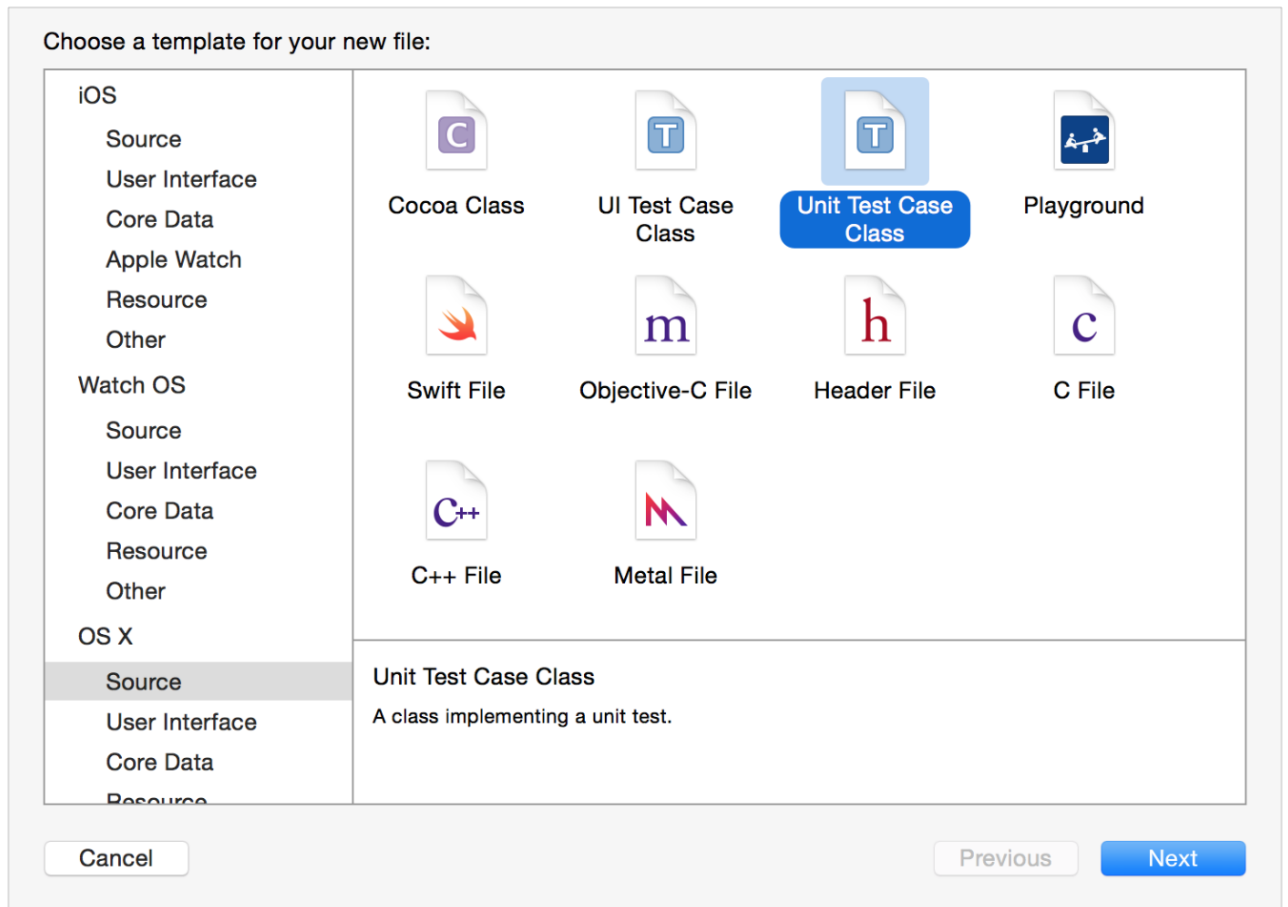 Choose a template for your new file:
iOS
Source
User Interface
Core Data
Apple Watch
Resource
Other
Watch OS
Source
User Interface
Core Data
Resource
Other
OS X
Source
User Interface
Core Data
Resource
C
Cocoa Class
T
UI Test Case
Class
T
Unit Test Case
Class
Playground
Swift File
m
Objective-C File
h
Header File
c
C File
C++
C++ File
Metal File
Unit Test Case Class
A class implementing a unit test.
Cancel
Previous
Next